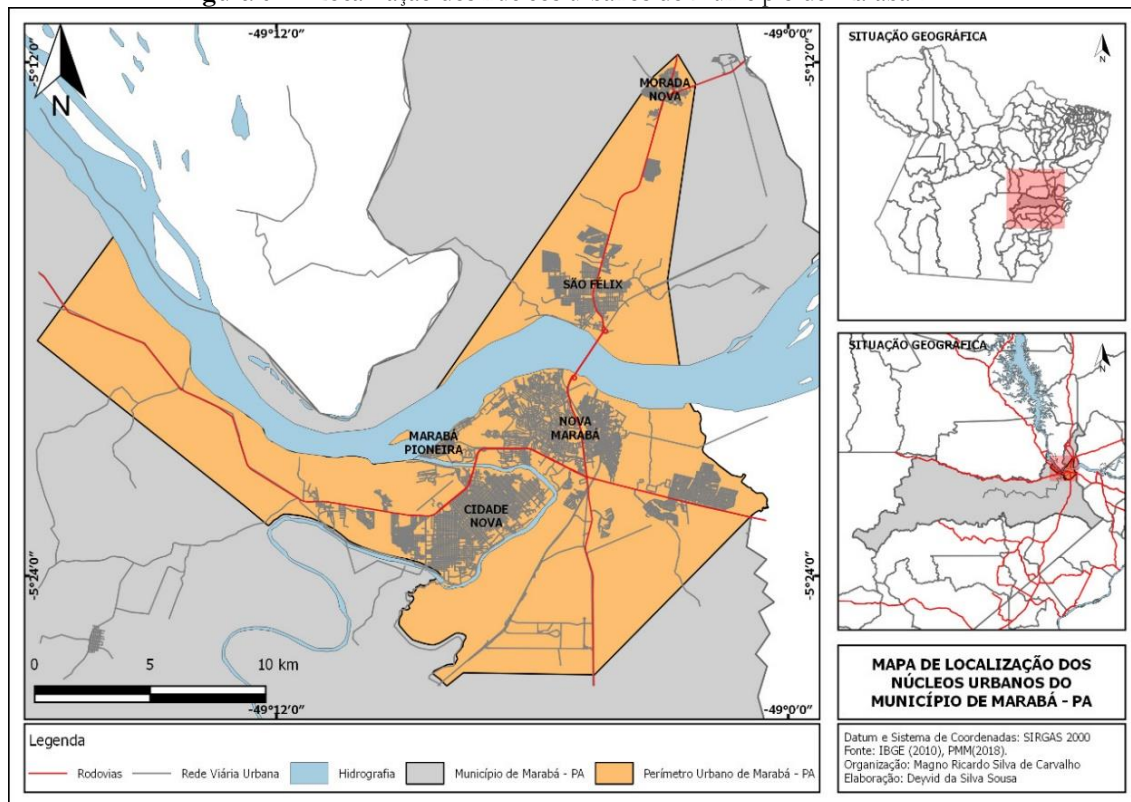 -49°12'0"
-49°0'0"
-5°12'0"
-5°12'0"
N
MORADA
NOVA
SÃO FELIX
NOVA
MARABÁ
MARABÁ
PIONEIRA
CIDADE
NOVA
-5°24'0"
-5°24'0"
0 5 10 km
-49°12'0"
-49°0'0"
SITUAÇÃO GEOGRÁFICA
N
SITUAÇÃO GEOGRÁFICA
N
MAPA DE LOCALIZAÇÃO DOS
NÚCLEOS URBANOS DO
MUNICÍPIO DE MARABÁ - PA
Legenda
Rodovias
Rede Viária Urbana
Hidrografia
Município de Marabá - PA
Perímetro Urbano de Marabá - PA
Datum e Sistema de Coordenadas: SIRGAS 2000
Fonte: IBGE (2010), PMM(2018).
Organização: Magno Ricardo Silva de Carvalho
Elaboração: Deyvid da Silva Sousa